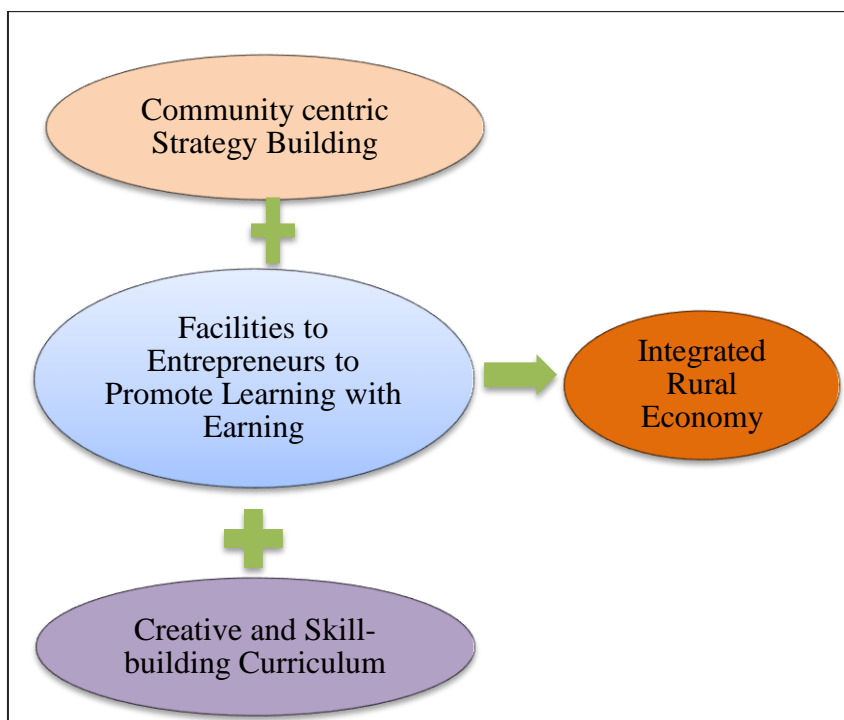 Community centric
Strategy Building
Facilities to
Entrepreneurs to
Promote Learning with
Earning
Integrated
Rural
Economy
Creative and Skill-
building Curriculum